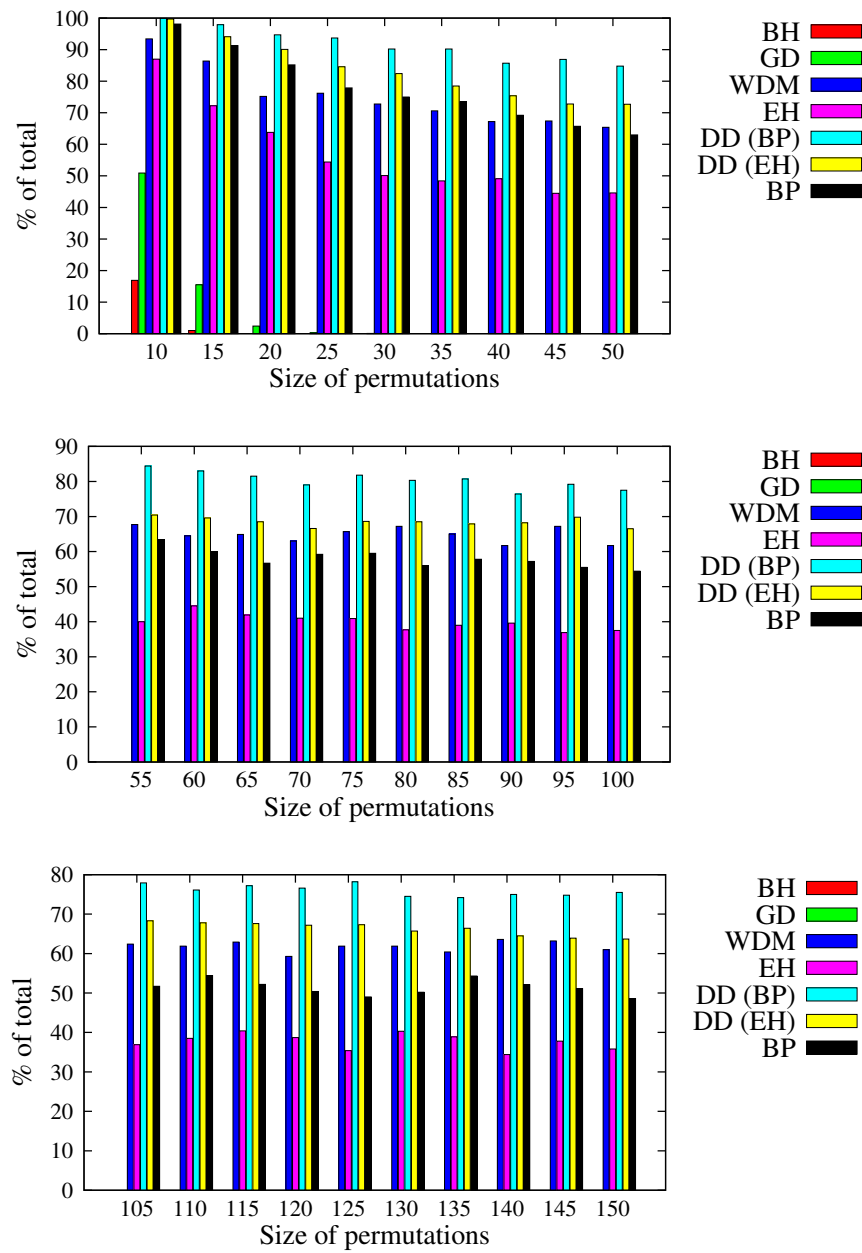 100
90
80
70
60
50
40
30
20
10
0
% of total
10 15 20 25 30 35 40 45 50
Size of permutations
BH
GD
WDM
EH
DD (BP)
DD (EH)
BP
90
80
70
60
50
40
30
20
10
0
% of total
55 60 65 70 75 80 85 90 95 100
Size of permutations
BH
GD
WDM
EH
DD (BP)
DD (EH)
BP
80
70
60
50
40
30
20
10
0
% of total
105 110 115 120 125 130 135 140 145 150
Size of permutations
BH
GD
WDM
EH
DD (BP)
DD (EH)
BP